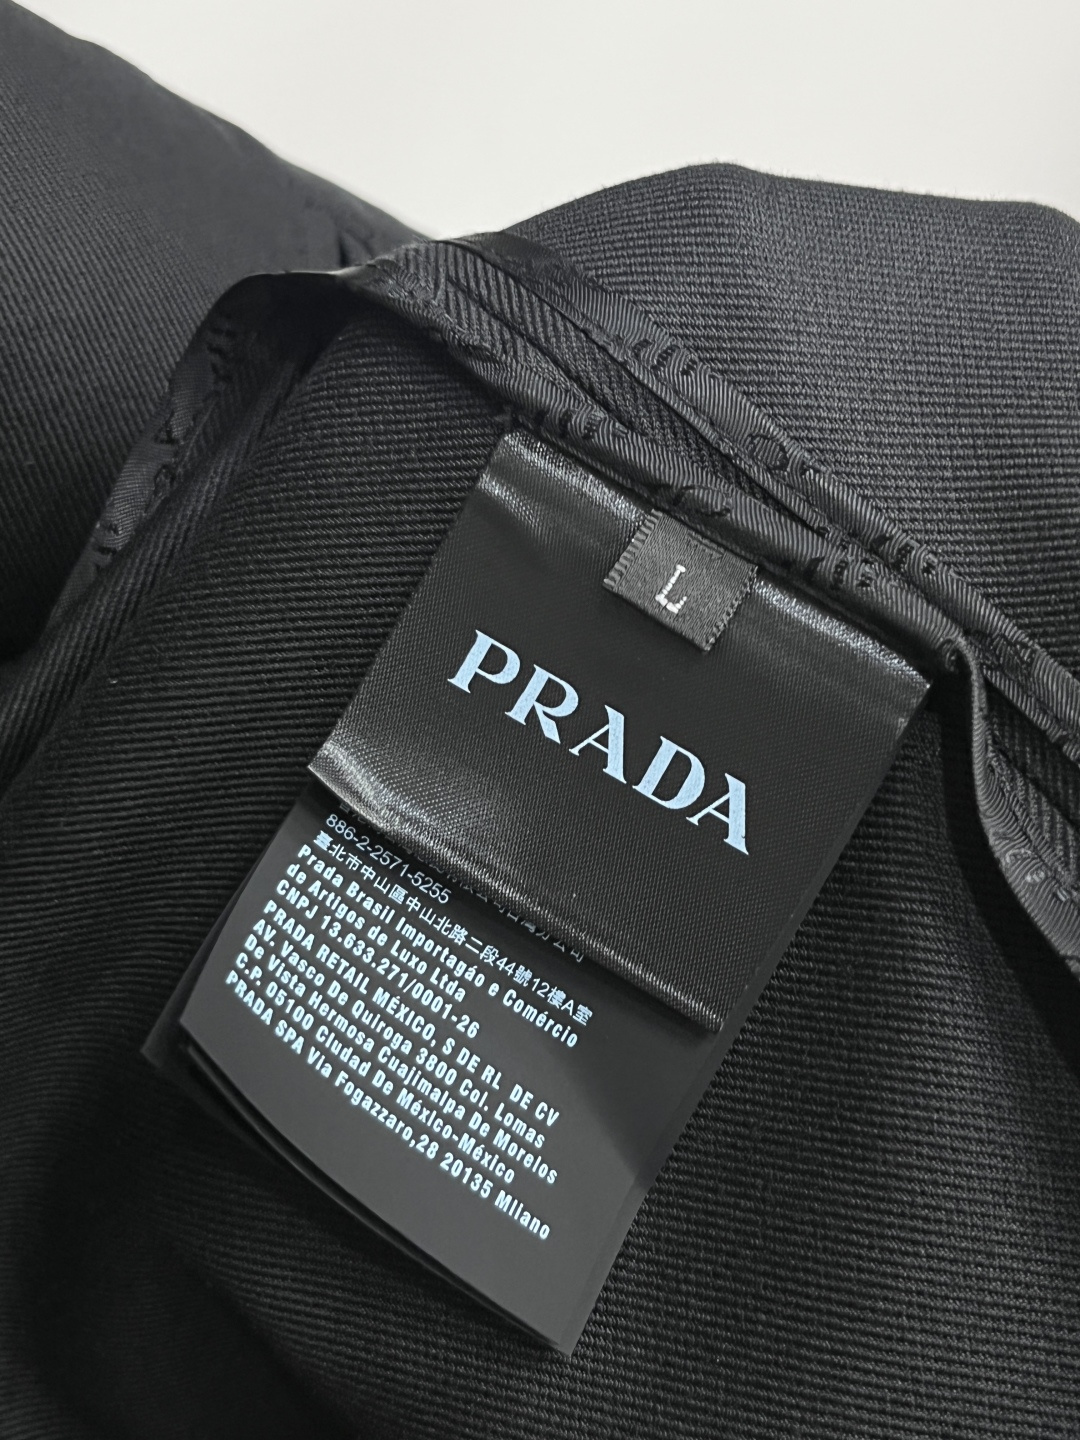 L
PRADA
886-2-2571-5255
臺北市中山區中山北路二段44號12樓A室
Prada Brasil Importagão e Comércio
de Artigos de Luxo Ltda
CNPJ 13.633.271/0001-26
PRADA RETAIL MÉXICO, S DE RL DE CV
AV. Vasco De Quiroga 3800 Col. Lomas
De Vista Hermosa Cuajimalpa De Morelos
C.P. 05100 Ciudad De México-México
PRADA SPA Via Fogazzaro,28 20135 Milano